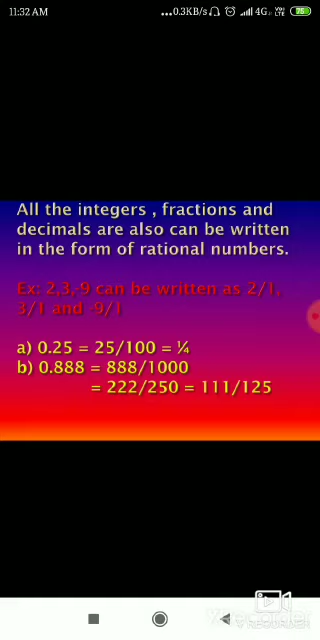 11:32 AM
...0.3KB/s 4G VoLTE 75
All the integers , fractions and
decimals are also can be written
in the form of rational numbers.
Ex: 2,3,-9 can be written as 2/1,
3/1 and -9/1
a) 0.25 = 25/100 = ¼
b) 0.888 = 888/1000
= 222/250 = 111/125